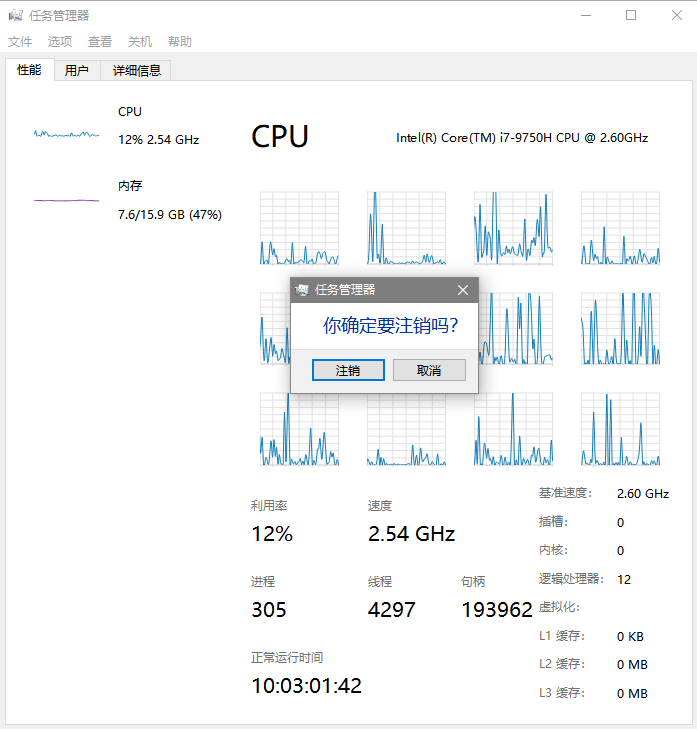 任务管理器
文件 选项 查看 关机 帮助
性能 用户 详细信息
CPU
12% 2.54 GHz
内存
7.6/15.9 GB (47%)
CPU Intel(R) Core(TM) i7-9750H CPU @ 2.60GHz
任务管理器
你确定要注销吗?
注销 取消
利用率 速度
12% 2.54 GHz
进程 线程 句柄
305 4297 193962
正常运行时间
10:03:01:42
基准速度: 2.60 GHz
插槽: 0
内核: 0
逻辑处理器: 12
虚拟化:
L1 缓存: 0 KB
L2 缓存: 0 MB
L3 缓存: 0 MB